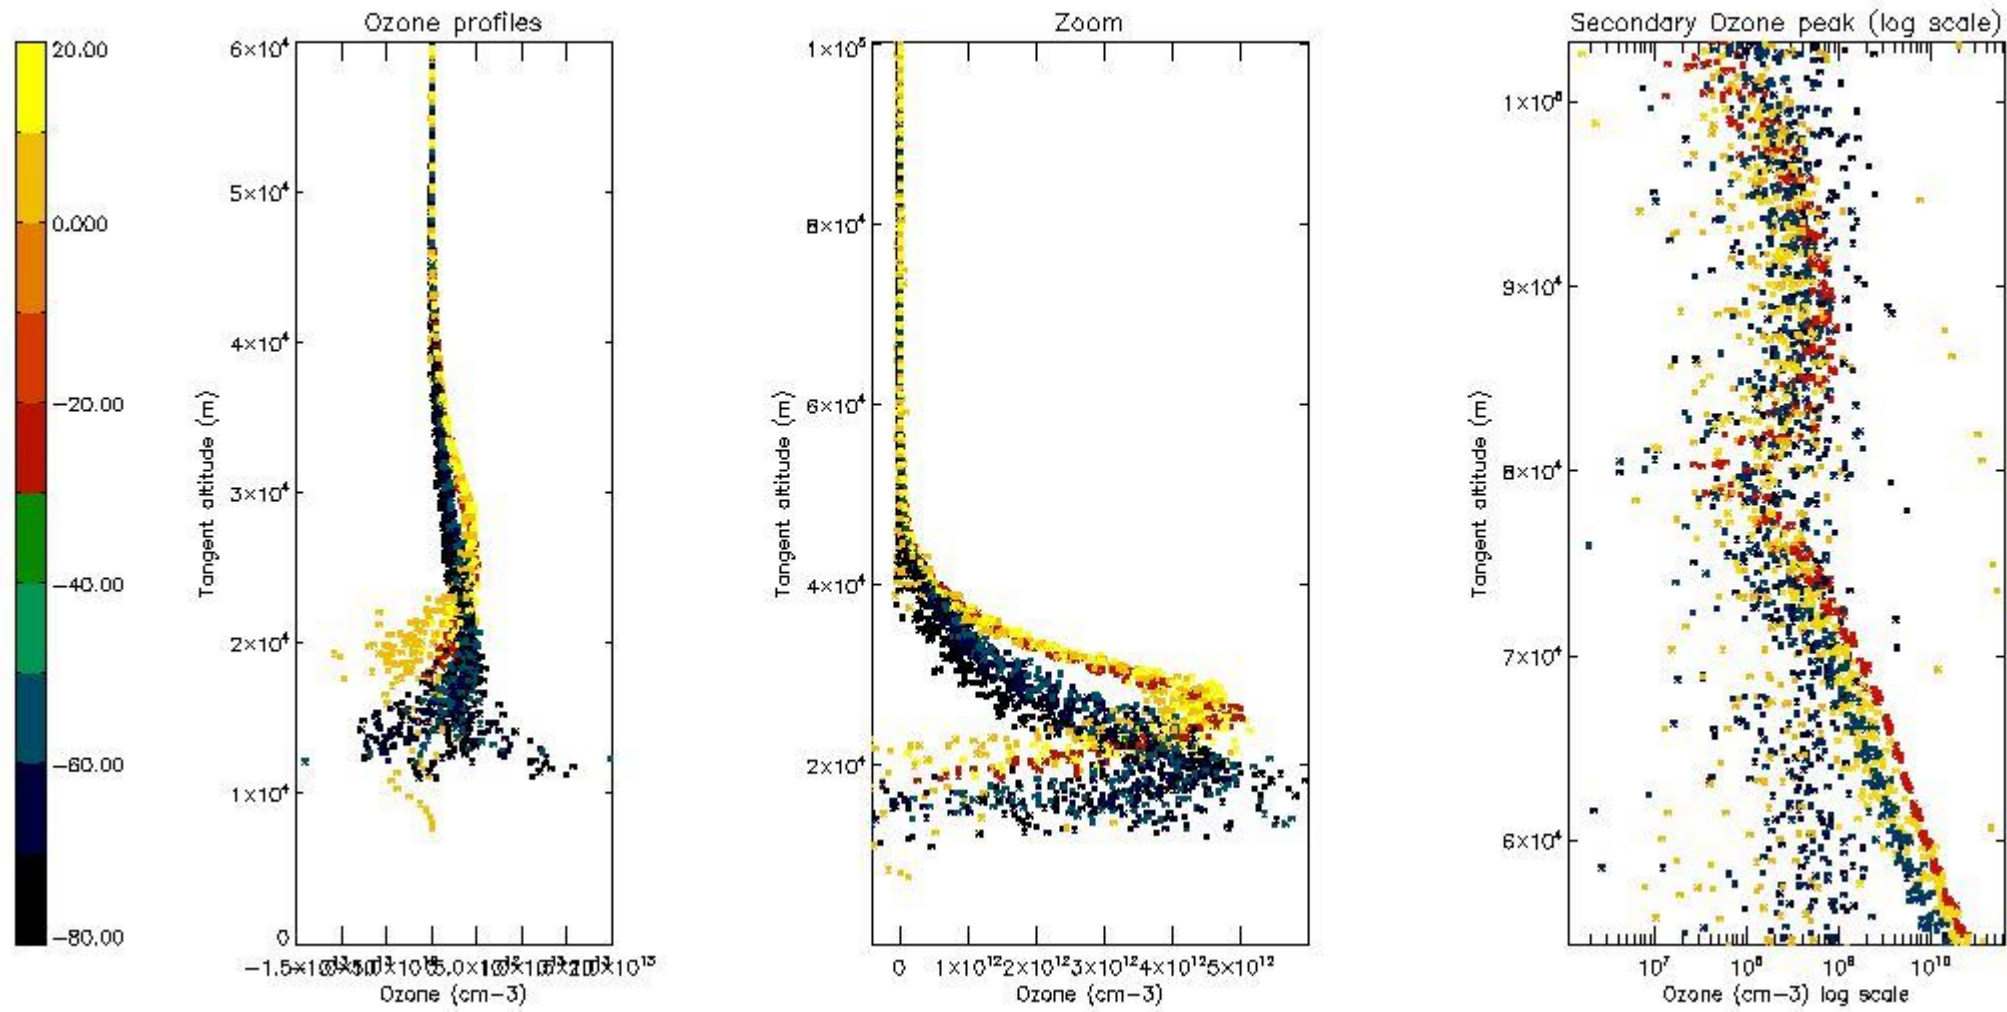 Ozone profiles
Zoom
Secondary Ozone peak (log scale)
20.00
0.000
−20.00
−40.00
−60.00
−80.00
6×10⁴
5×10⁴
4×10⁴
3×10⁴
2×10⁴
1×10⁴
0
Tangent altitude (m)
Ozone (cm−3)
1×10⁵
8×10⁴
6×10⁴
4×10⁴
2×10⁴
Tangent altitude (m)
0 1×10¹² 2×10¹² 3×10¹² 4×10¹² 5×10¹²
Ozone (cm−3)
9×10⁴
8×10⁴
7×10⁴
6×10⁴
Tangent altitude (m)
10⁷ 10⁸ 10⁹ 10¹⁰
Ozone (cm−3) log scale